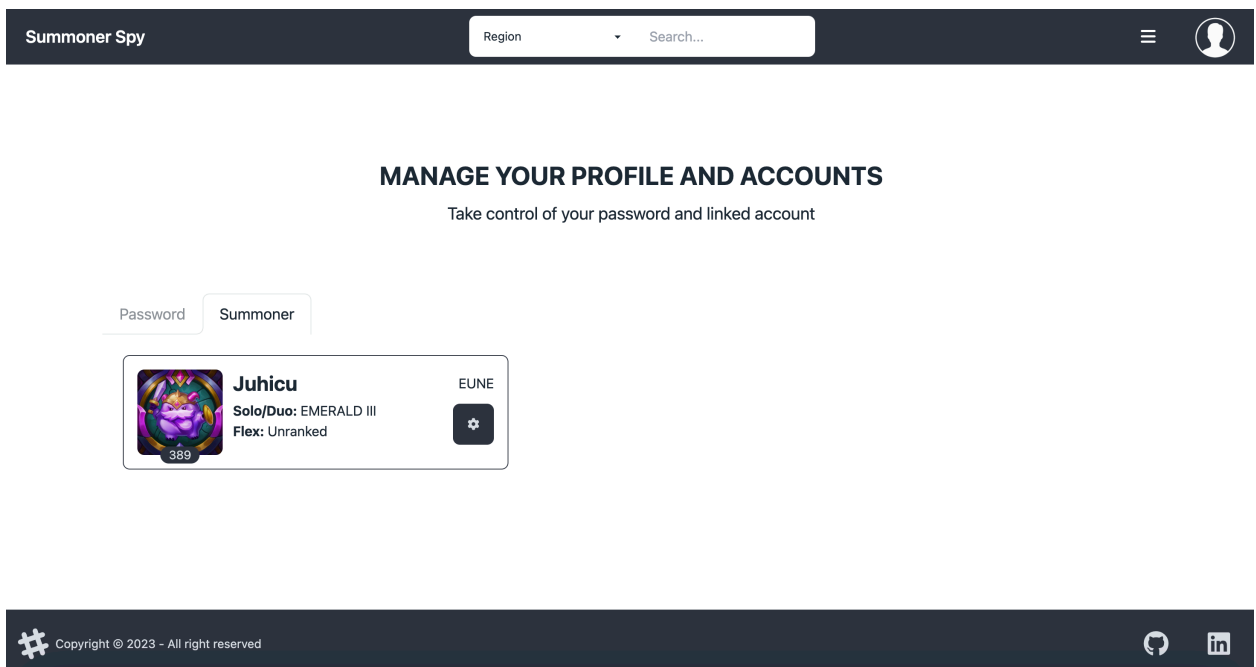 Summoner Spy
Region
Search...
MANAGE YOUR PROFILE AND ACCOUNTS
Take control of your password and linked account
Password
Summoner
Juhicu
EUNE
Solo/Duo: EMERALD III
Flex: Unranked
389
Copyright © 2023 - All right reserved
in